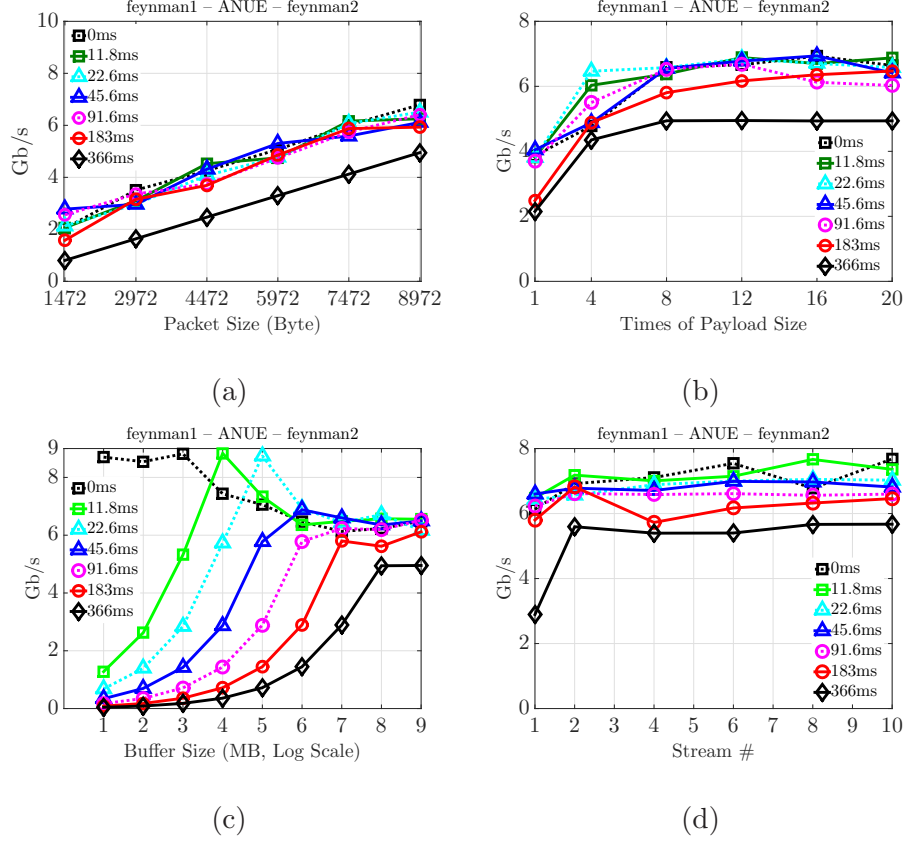 feynman1 – ANUE – feynman2
10
8
6
4
2
0
Gb/s
0ms
11.8ms
22.6ms
45.6ms
91.6ms
183ms
366ms
1472 2972 4472 5972 7472 8972
Packet Size (Byte)
(a)
feynman1 – ANUE – feynman2
8
6
4
2
0
Gb/s
0ms
11.8ms
22.6ms
45.6ms
91.6ms
183ms
366ms
1 4 8 12 16 20
Times of Payload Size
(b)
feynman1 – ANUE – feynman2
9
8
6
4
2
0
Gb/s
0ms
11.8ms
22.6ms
45.6ms
91.6ms
183ms
366ms
1 2 3 4 5 6 7 8 9
Buffer Size (MB, Log Scale)
(c)
feynman1 – ANUE – feynman2
8
6
4
2
0
Gb/s
0ms
11.8ms
22.6ms
45.6ms
91.6ms
183ms
366ms
1 2 3 4 5 6 7 8 9 10
Stream #
(d)